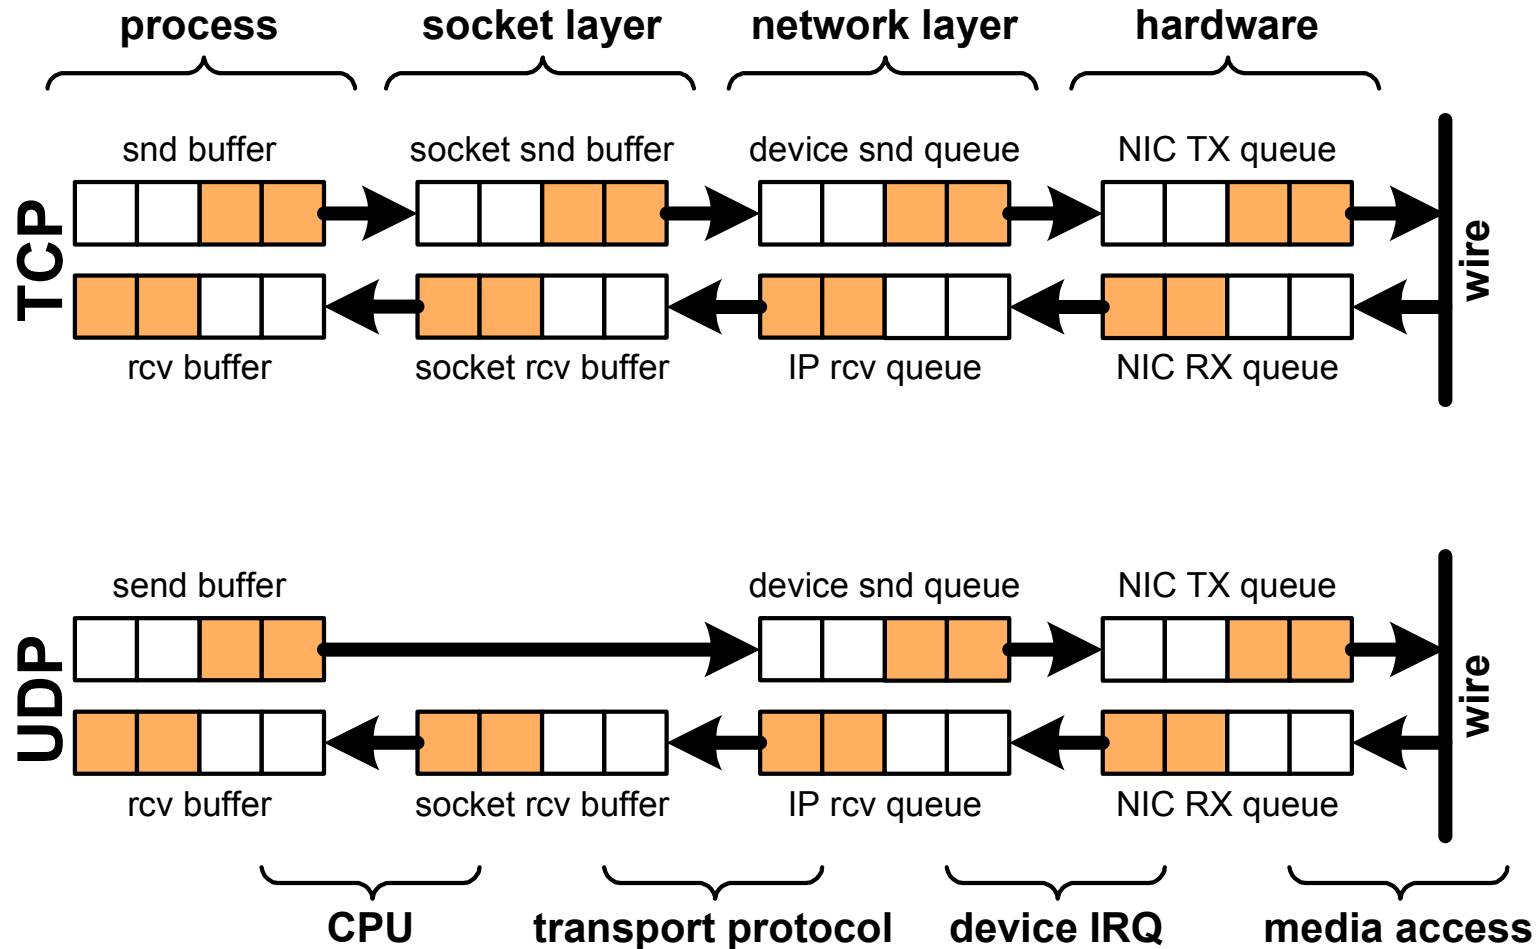 process socket layer network layer hardware
snd buffer socket snd buffer device snd queue NIC TX queue
TCP
wire
rcv buffer socket rcv buffer IP rcv queue NIC RX queue
send buffer device snd queue NIC TX queue
UDP
wire
rcv buffer socket rcv buffer IP rcv queue NIC RX queue
CPU transport protocol device IRQ media access